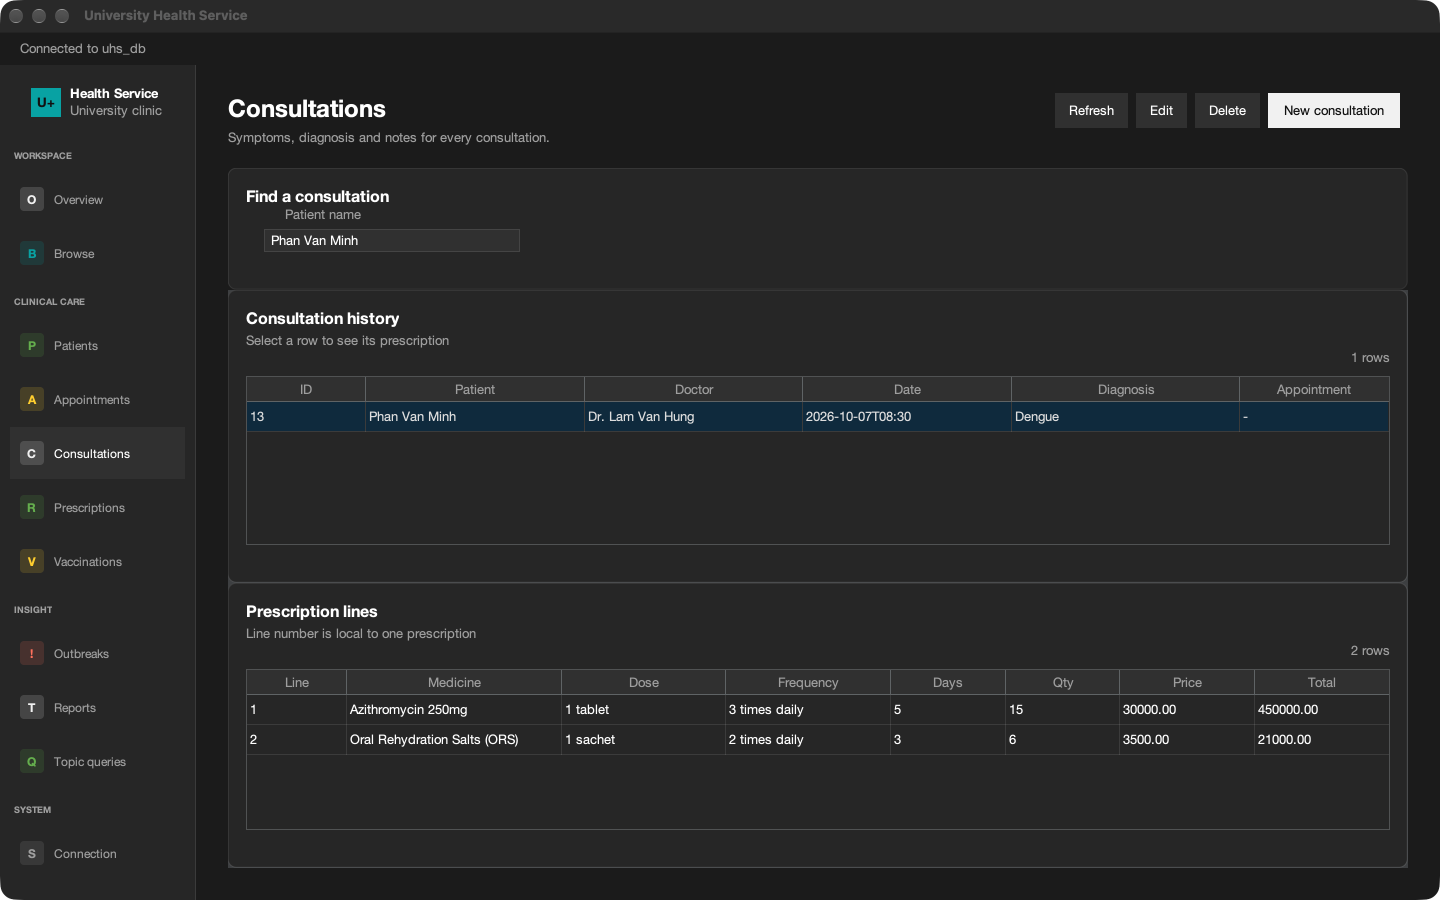 University Health Service
Connected to uhs_db
U+
Health Service
University clinic
WORKSPACE
O Overview
B Browse
CLINICAL CARE
P Patients
A Appointments
C Consultations
R Prescriptions
V Vaccinations
INSIGHT
! Outbreaks
T Reports
Q Topic queries
SYSTEM
S Connection
Consultations
Symptoms, diagnosis and notes for every consultation.
Refresh Edit Delete New consultation
Find a consultation
Patient name
Phan Van Minh
Consultation history
Select a row to see its prescription
1 rows
ID Patient Doctor Date Diagnosis Appointment
13 Phan Van Minh Dr. Lam Van Hung 2026-10-07T08:30 Dengue -
Prescription lines
Line number is local to one prescription
2 rows
Line Medicine Dose Frequency Days Qty Price Total
1 Azithromycin 250mg 1 tablet 3 times daily 5 15 30000.00 450000.00
2 Oral Rehydration Salts (ORS) 1 sachet 2 times daily 3 6 3500.00 21000.00